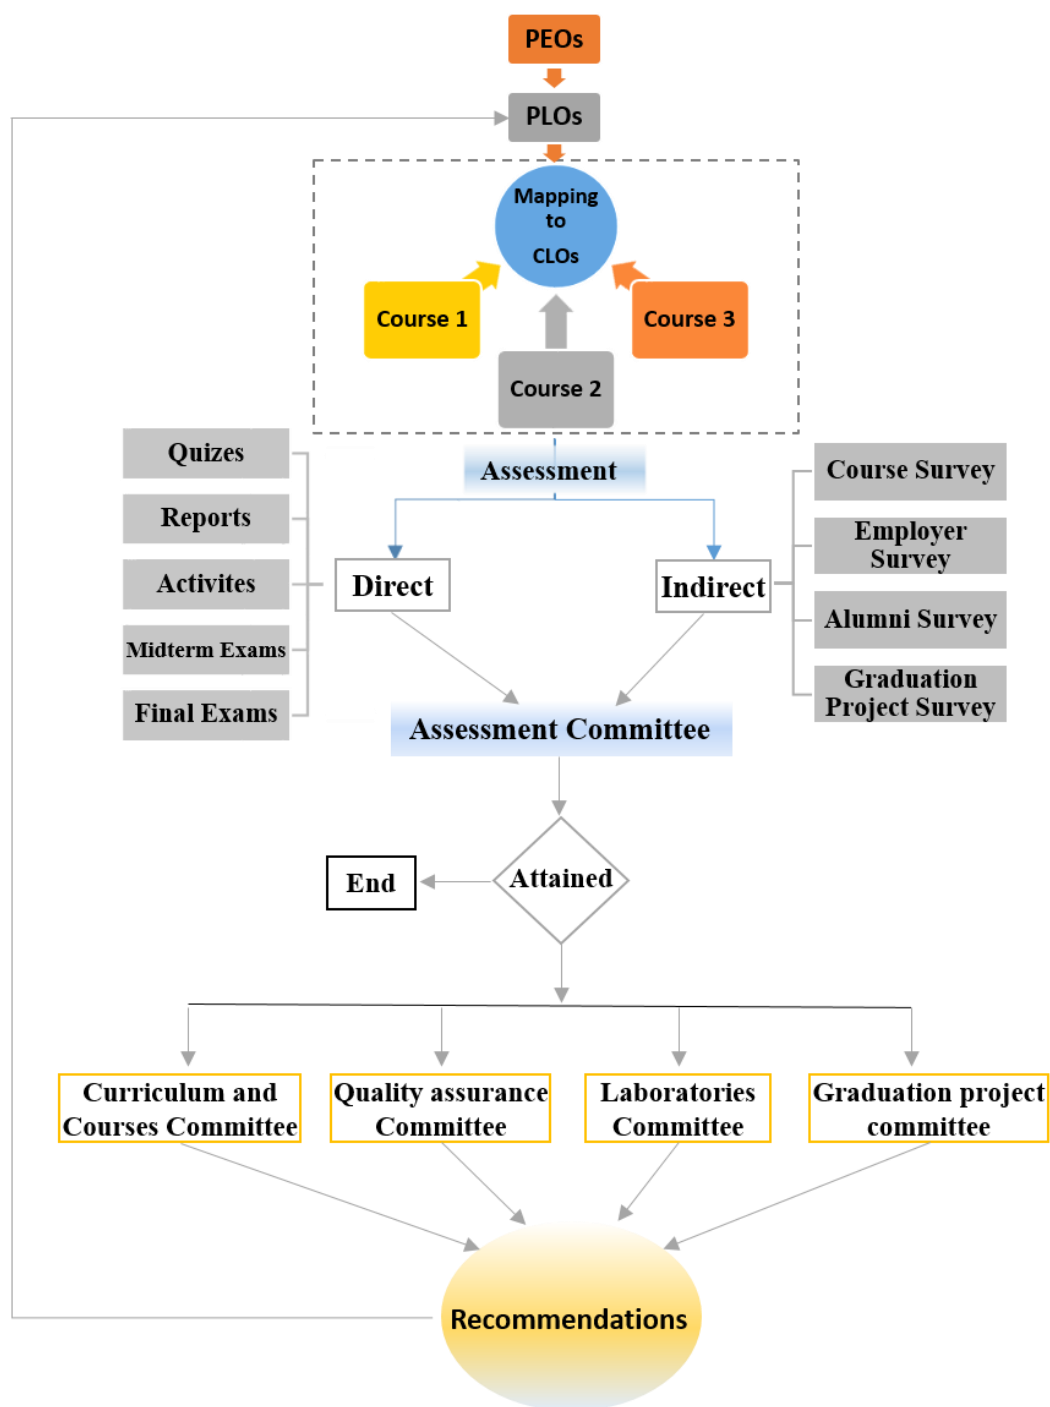 PEOs
PLOs
Mapping
to
CLOs
Course 1
Course 3
Course 2
Assessment
Quizes
Reports
Activites
Midterm Exams
Final Exams
Direct
Indirect
Course Survey
Employer
Survey
Alumni Survey
Graduation
Project Survey
Assessment Committee
Attained
End
Curriculum and
Courses Committee
Quality assurance
Committee
Laboratories
Committee
Graduation project
committee
Recommendations